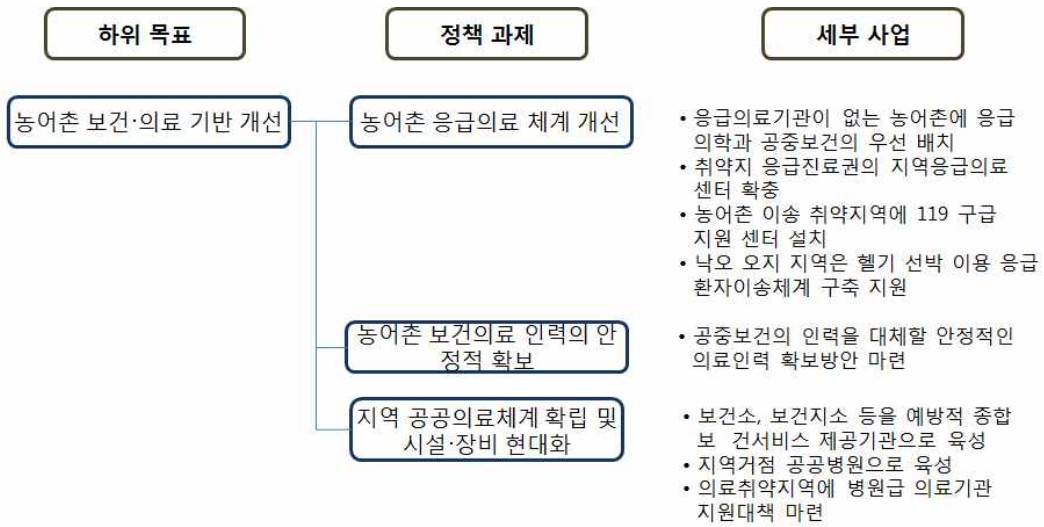 하위 목표
정책 과제
세부 사업
농어촌 보건·의료 기반 개선
농어촌 응급의료 체계 개선
• 응급의료기관이 없는 농어촌에 응급
의학과 공중보건의 우선 배치
• 취약지 응급진료권의 지역응급의료
센터 확충
• 농어촌 이송 취약지역에 119 구급
지원 센터 설치
• 낙오 오지 지역은 헬기 선박 이용 응급
환자이송체계 구축 지원
농어촌 보건의료 인력의 안
정적 확보
• 공중보건의 인력을 대체할 안정적인
의료인력 확보방안 마련
지역 공공의료체계 확립 및
시설·장비 현대화
• 보건소, 보건지소 등을 예방적 종합
보 건서비스 제공기관으로 육성
• 지역거점 공공병원으로 육성
• 의료취약지역에 병원급 의료기관
지원대책 마련